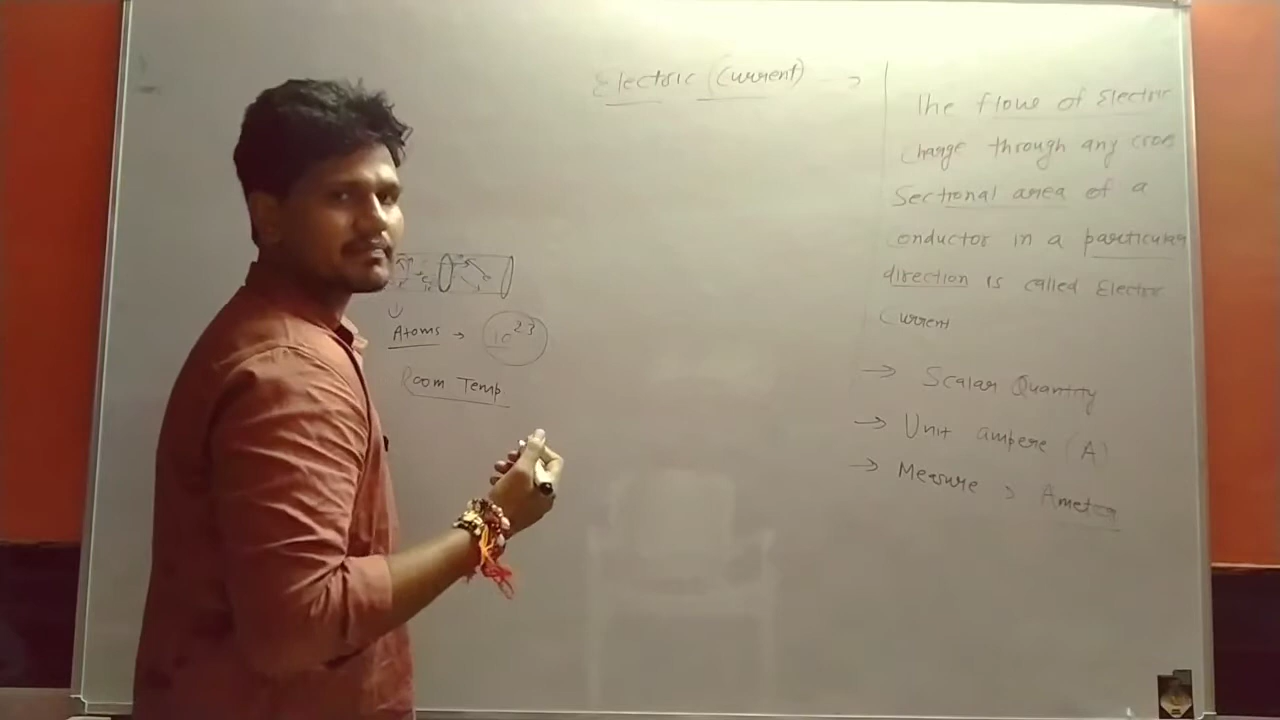 Electric (Current) →
The flow of Electric
charge through any cross
Sectional area of a
conductor in a particular
direction is called Electric
Current
→ Scalar Quantity
→ Unit ampere (A)
→ Measure > Ameter
Atoms → 10^23
Room Temp.